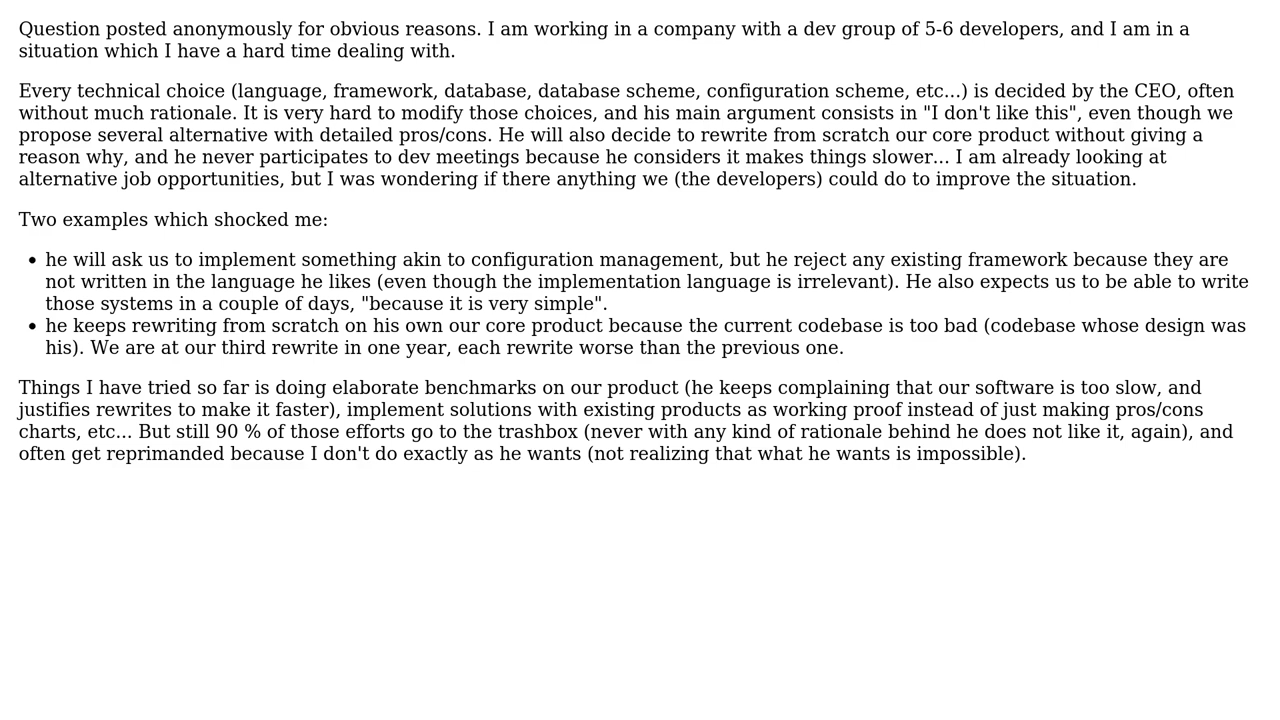 Question posted anonymously for obvious reasons. I am working in a company with a dev group of 5-6 developers, and I am in a
situation which I have a hard time dealing with.
Every technical choice (language, framework, database, database scheme, configuration scheme, etc...) is decided by the CEO, often
without much rationale. It is very hard to modify those choices, and his main argument consists in "I don't like this", even though we
propose several alternative with detailed pros/cons. He will also decide to rewrite from scratch our core product without giving a
reason why, and he never participates to dev meetings because he considers it makes things slower... I am already looking at
alternative job opportunities, but I was wondering if there anything we (the developers) could do to improve the situation.
Two examples which shocked me:
• he will ask us to implement something akin to configuration management, but he reject any existing framework because they are
not written in the language he likes (even though the implementation language is irrelevant). He also expects us to be able to write
those systems in a couple of days, "because it is very simple".
• he keeps rewriting from scratch on his own our core product because the current codebase is too bad (codebase whose design was
his). We are at our third rewrite in one year, each rewrite worse than the previous one.
Things I have tried so far is doing elaborate benchmarks on our product (he keeps complaining that our software is too slow, and
justifies rewrites to make it faster), implement solutions with existing products as working proof instead of just making pros/cons
charts, etc... But still 90 % of those efforts go to the trashbox (never with any kind of rationale behind he does not like it, again), and
often get reprimanded because I don't do exactly as he wants (not realizing that what he wants is impossible).